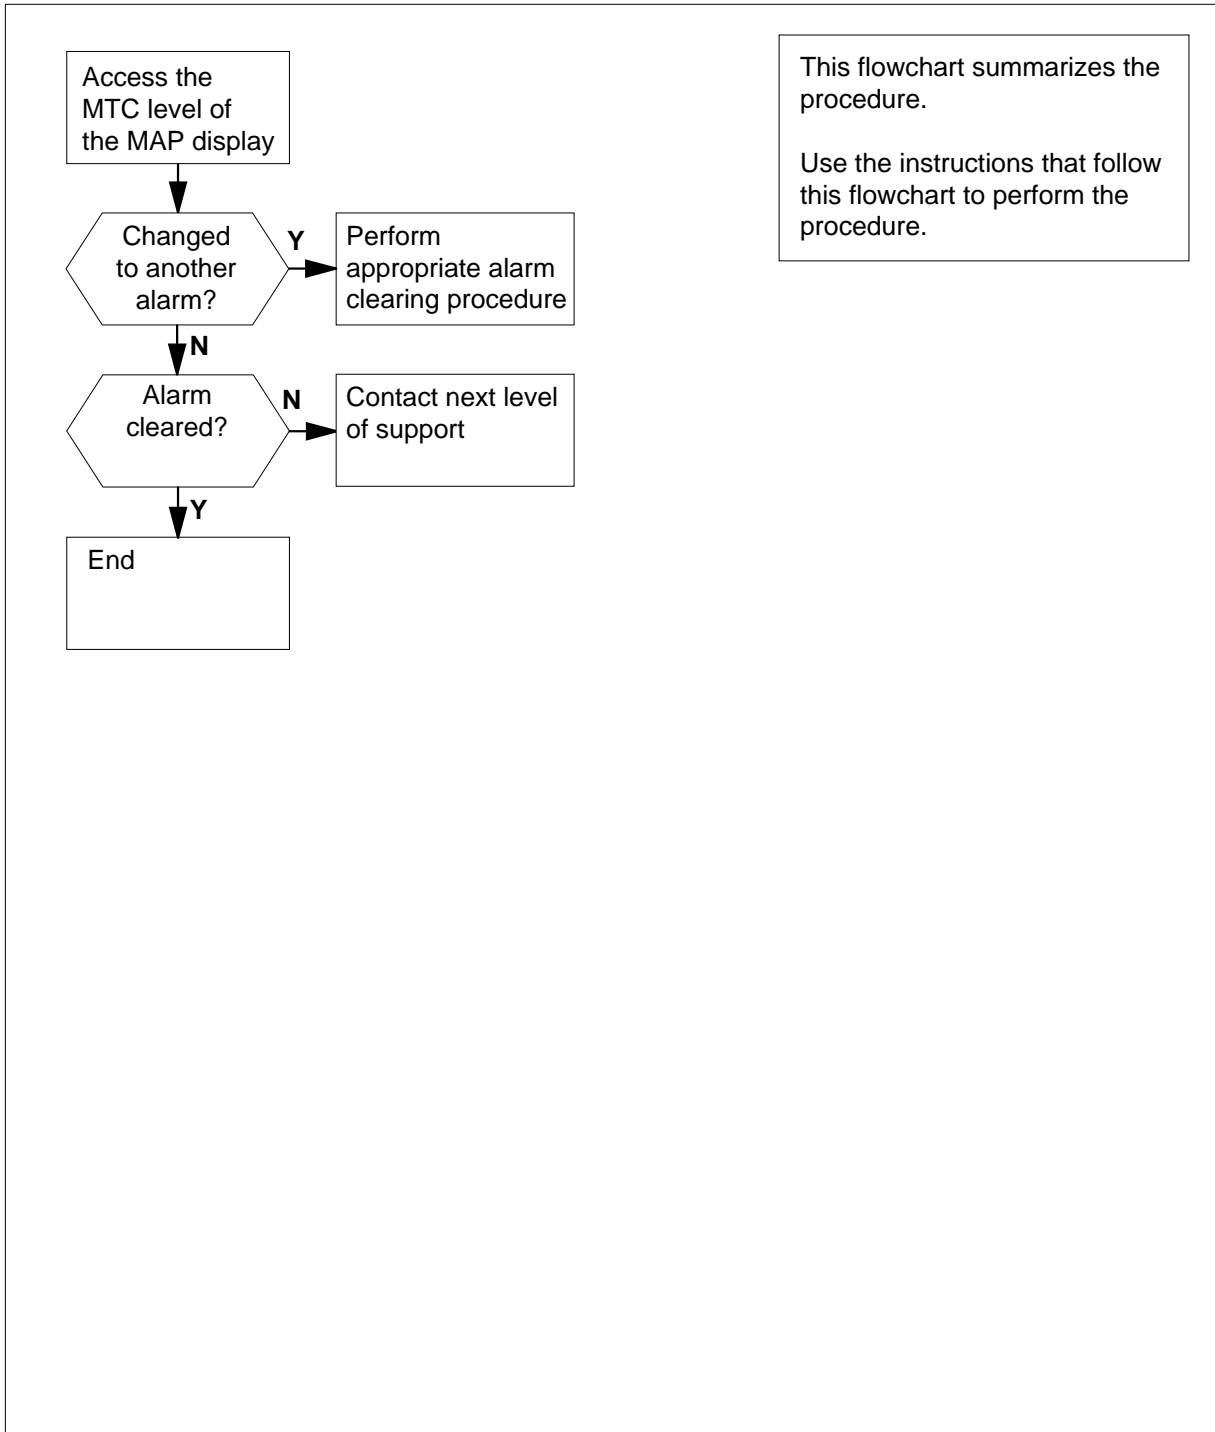 Access the
MTC level of
the MAP display
Changed
to another
alarm?
Y
Perform
appropriate alarm
clearing procedure
N
Alarm
cleared?
N
Contact next level
of support
Y
End
This flowchart summarizes the
procedure.
Use the instructions that follow
this flowchart to perform the
procedure.